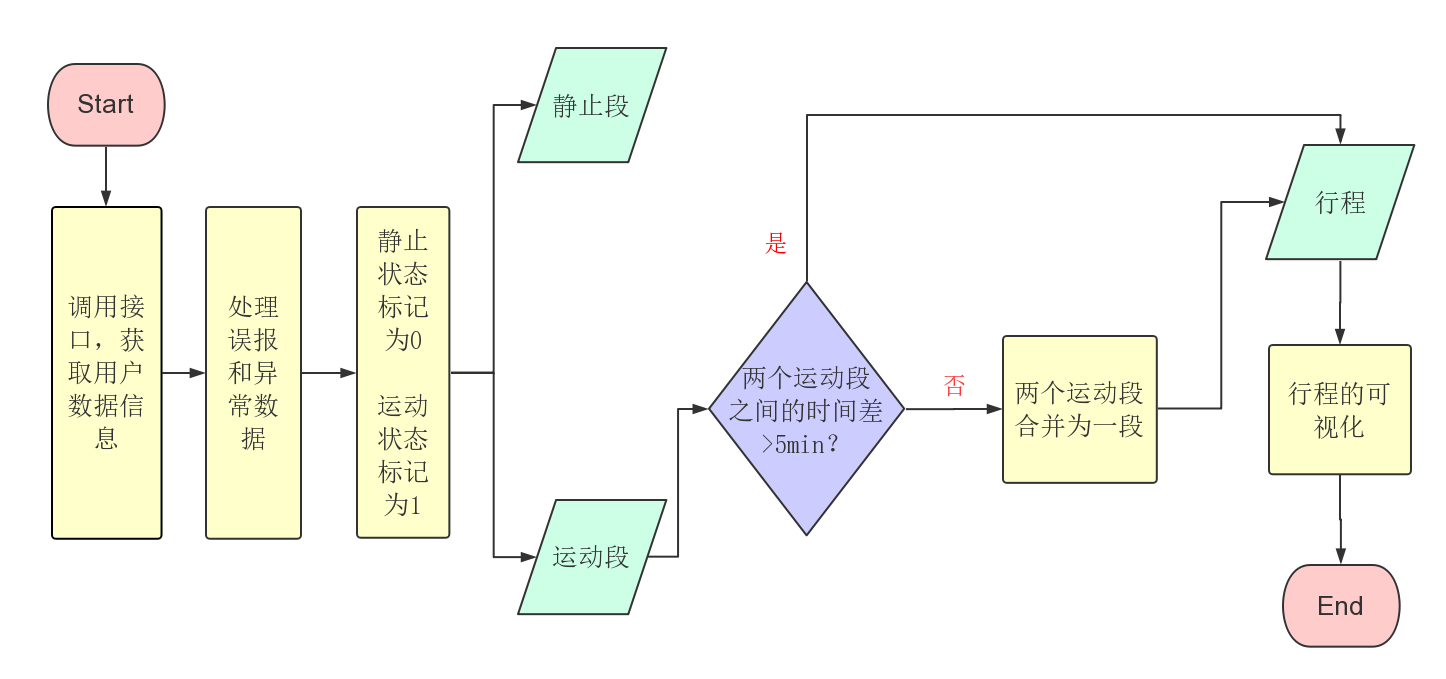 Start
调用接
口，获
取用户
数据信
息
处理
误报
和异
常数
据
静止
状态
标记
为0
运动
状态
标记
为1
静止段
运动段
两个运动段
之间的时间差
>5min?
是
否
两个运动段
合并为一段
行程
行程的可
视化
End